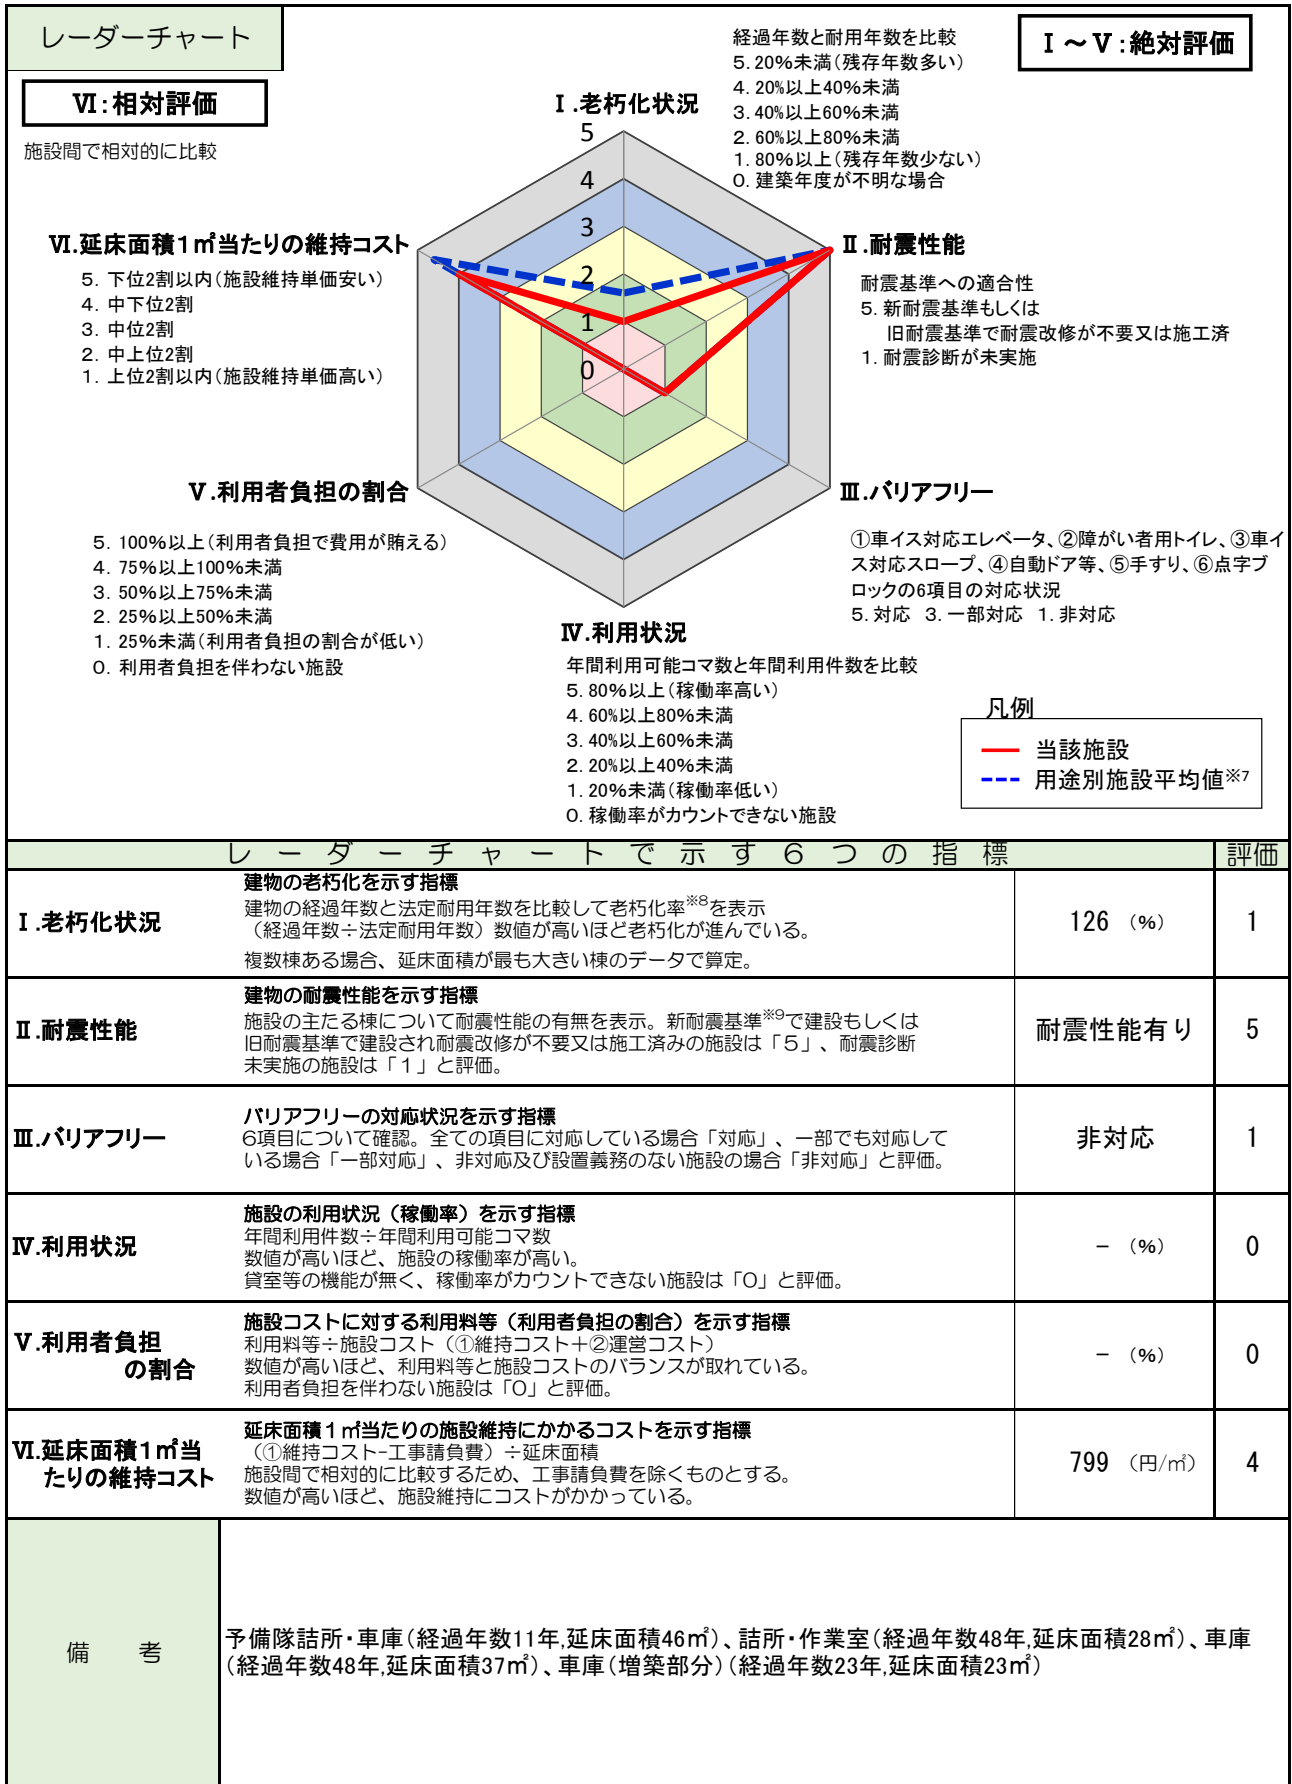 レーダーチャート
Ⅰ～Ⅴ：絶対評価
Ⅵ：相対評価
施設間で相対的に比較
Ⅰ.老朽化状況
経過年数と耐用年数を比較
5．20％未満（残存年数多い）
4．20％以上40％未満
3．40％以上60％未満
2．60％以上80％未満
1．80％以上（残存年数少ない）
0．建築年度が不明な場合
5
4
3
2
1
0
Ⅱ.耐震性能
耐震基準への適合性
5．新耐震基準もしくは
旧耐震基準で耐震改修が不要又は施工済
1．耐震診断が未実施
Ⅵ.延床面積1㎡当たりの維持コスト
5．下位2割以内（施設維持単価安い）
4．中下位2割
3．中位2割
2．中上位2割
1．上位2割以内（施設維持単価高い）
Ⅴ.利用者負担の割合
5．100％以上（利用者負担で費用が賄える）
4．75％以上100％未満
3．50％以上75％未満
2．25％以上50％未満
1．25％未満（利用者負担の割合が低い）
0．利用者負担を伴わない施設
Ⅲ.バリアフリー
①車イス対応エレベータ、②障がい者用トイレ、③車イ
ス対応スロープ、④自動ドア等、⑤手すり、⑥点字ブ
ロックの6項目の対応状況
5．対応 3．一部対応 1．非対応
Ⅳ.利用状況
年間利用可能コマ数と年間利用件数を比較
5．80％以上（稼働率高い）
4．60％以上80％未満
3．40％以上60％未満
2．20％以上40％未満
1．20％未満（稼働率低い）
0．稼働率がカウントできない施設
凡例
当該施設
用途別施設平均値※7
レーダーチャートで示す６つの指標 評価
Ⅰ.老朽化状況
建物の老朽化を示す指標
建物の経過年数と法定耐用年数を比較して老朽化率※8を表示
（経過年数÷法定耐用年数）数値が高いほど老朽化が進んでいる。
複数棟ある場合、延床面積が最も大きい棟のデータで算定。
126 （%） 1
Ⅱ.耐震性能
建物の耐震性能を示す指標
施設の主たる棟について耐震性能の有無を表示。新耐震基準※9で建設もしくは
旧耐震基準で建設され耐震改修が不要又は施工済みの施設は「５」、耐震診断
未実施の施設は「１」と評価。
耐震性能有り 5
Ⅲ.バリアフリー
バリアフリーの対応状況を示す指標
6項目について確認。全ての項目に対応している場合「対応」、一部でも対応して
いる場合「一部対応」、非対応及び設置義務のない施設の場合「非対応」と評価。
非対応 1
Ⅳ.利用状況
施設の利用状況（稼働率）を示す指標
年間利用件数÷年間利用可能コマ数
数値が高いほど、施設の稼働率が高い。
貸室等の機能が無く、稼働率がカウントできない施設は「0」と評価。
－ （%） 0
Ⅴ.利用者負担
の割合
施設コストに対する利用料等（利用者負担の割合）を示す指標
利用料等÷施設コスト（①維持コスト＋②運営コスト）
数値が高いほど、利用料等と施設コストのバランスが取れている。
利用者負担を伴わない施設は「0」と評価。
－ （%） 0
Ⅵ.延床面積1㎡当
たりの維持コスト
延床面積１㎡当たりの施設維持にかかるコストを示す指標
（①維持コスト-工事請負費）÷延床面積
施設間で相対的に比較するため、工事請負費を除くものとする。
数値が高いほど、施設維持にコストがかかっている。
799 （円/㎡） 4
備 考
予備隊詰所・車庫（経過年数11年,延床面積46㎡）、詰所・作業室（経過年数48年,延床面積28㎡）、車庫
（経過年数48年,延床面積37㎡）、車庫（増築部分）（経過年数23年,延床面積23㎡）